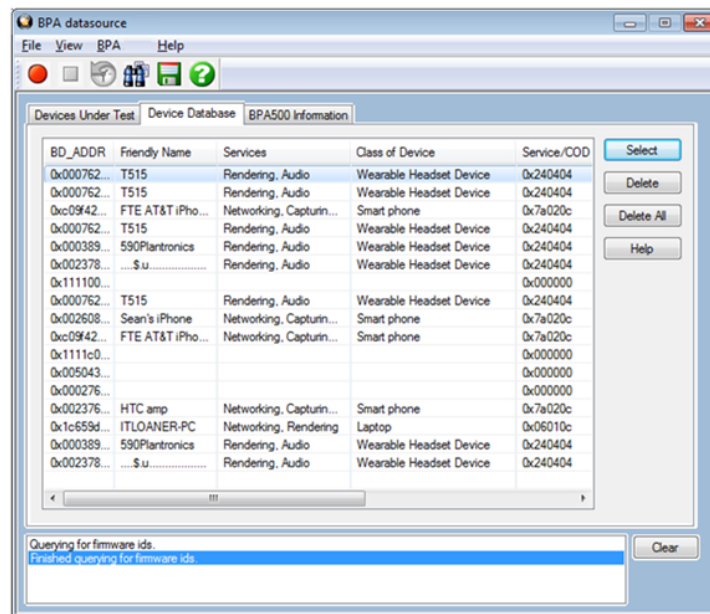 BPA datasource
File View BPA Help
Devices Under Test Device Database BPA500 Information
BD_ADDR Friendly Name Services Class of Device Service/COD
0x000762... T515 Rendering, Audio Wearable Headset Device 0x240404
0x000762... T515 Rendering, Audio Wearable Headset Device 0x240404
0xc09f42... FTE AT&T iPho... Networking, Capturin... Smart phone 0x7a020c
0x000762... T515 Rendering, Audio Wearable Headset Device 0x240404
0x000389... 590Plantronics Rendering, Audio Wearable Headset Device 0x240404
0x002378... ....$.u.................. Rendering, Audio Wearable Headset Device 0x240404
0x111100... 0x000000
0x000762... T515 Rendering, Audio Wearable Headset Device 0x240404
0x002608... Sean's iPhone Networking, Capturin... Smart phone 0x7a020c
0xc09f42... FTE AT&T iPho... Networking, Capturin... Smart phone 0x7a020c
0x1111c0... 0x000000
0x005043... 0x000000
0x000276... 0x000000
0x002376... HTC amp Networking, Capturin... Smart phone 0x7a020c
0x1c659d... ITLOANER-PC Networking, Rendering Laptop 0x06010c
0x000389... 590Plantronics Rendering, Audio Wearable Headset Device 0x240404
0x002378... ....$.u.................. Rendering, Audio Wearable Headset Device 0x240404
Select
Delete
Delete All
Help
Querying for firmware ids.
Finished querying for firmware ids.
Clear